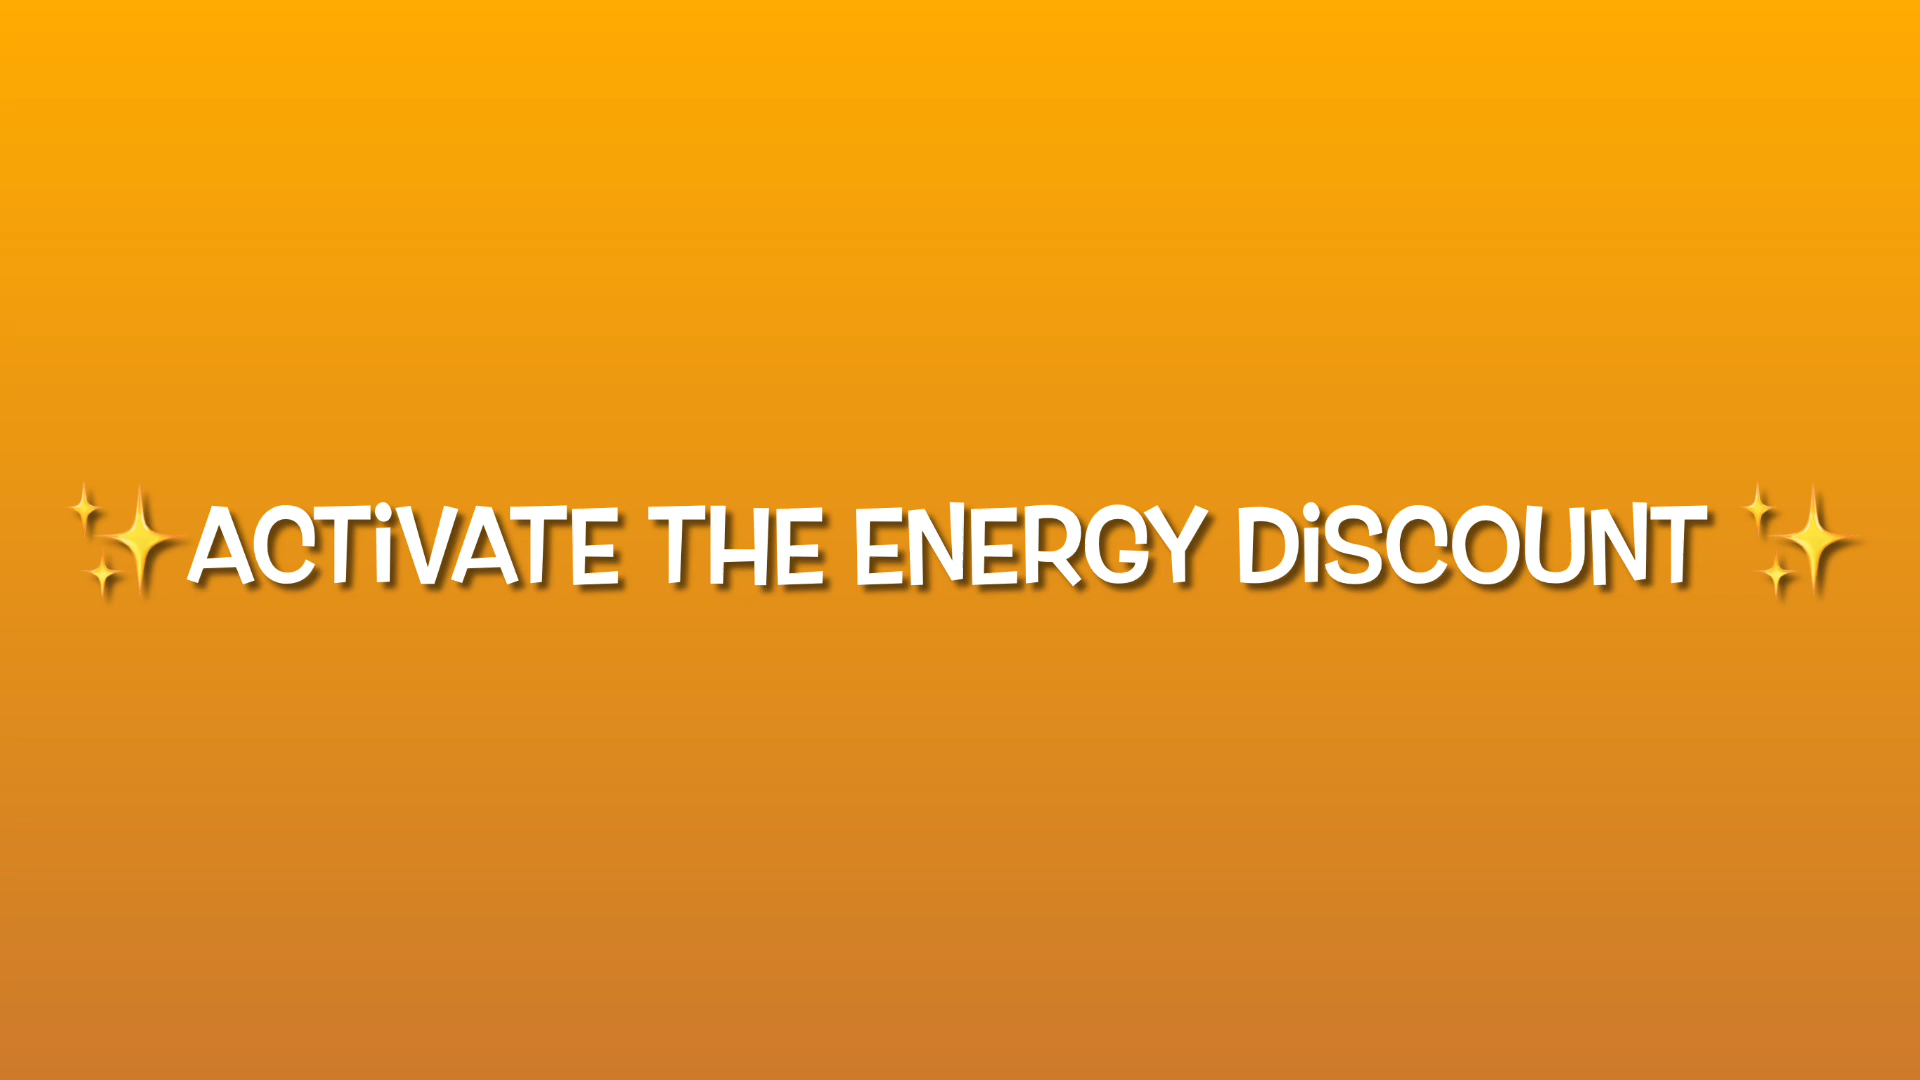 ✨ACTiVATE THE ENERGY DiSCOUNT ✨